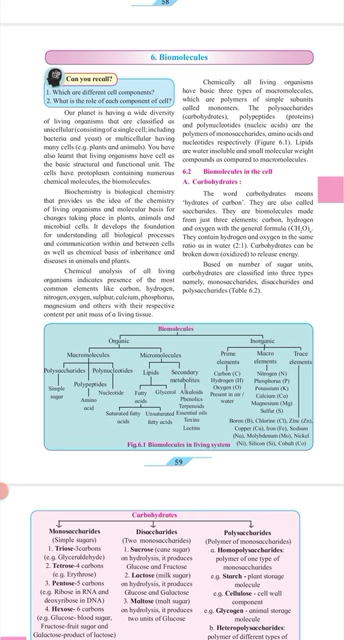 58
6. Biomolecules
Can you recall?
1. Which are different cell components?
2. What is the role of each component of cell?
Our planet is having a wide diversity
of living organisms that are classified as
unicellular (consisting of a single cell; including
bacteria and yeast) or multicellular having
many cells (e.g. plants and animals). You have
also learnt that living organisms have cell as
the basic structural and functional unit. The
cells have protoplasm containing numerous
chemical molecules, the biomolecules.
Biochemistry is biological chemistry
that provides us the idea of the chemistry
of living organisms and molecular basis for
changes taking place in plants, animals and
microbial cells. It develops the foundation
for understanding all biological processes
and communication within and between cells
as well as chemical basis of inheritance and
diseases in animals and plants.
Chemical analysis of all living
organisms indicates presence of the most
common elements like carbon, hydrogen,
nitrogen, oxygen, sulphur, calcium, phosphorus,
magnesium and others with their respective
content per unit mass of a living tissue.
Chemically all living organisms
have basic three types of macromolecules,
which are polymers of simple subunits
called monomers. The polysaccharides
(carbohydrates), polypeptides (proteins)
and polynucleotides (nucleic acids) are the
polymers of monosaccharides, amino acids and
nucleotides respectively (Figure 6.1). Lipids
are water insoluble and small molecular weight
compounds as compared to macromolecules.
6.2 Biomolecules in the cell
A. Carbohydrates :
The word carbohydrates means
'hydrates of carbon'. They are also called
saccharides. They are biomolecules made
from just three elements: carbon, hydrogen
and oxygen with the general formula (CH₂O)ₙ.
They contain hydrogen and oxygen in the same
ratio as in water (2:1). Carbohydrates can be
broken down (oxidized) to release energy.
Based on number of sugar units,
carbohydrates are classified into three types
namely, monosaccharides, disaccharides and
polysaccharides (Table 6.2).
Biomolecules
Organic
Inorganic
Macromolecules
Micromolecules
Prime elements
Macro elements
Trace elements
Polysaccharides
Polynucleotides
Lipids
Secondary metabolites
Simple sugar
Polypeptides
Nucleotide
Amino acid
Fatty acids
Glycerol
Alkaloids
Phenolics
Terpenoids
Essential oils
Toxins
Lectins
Saturated fatty acids
Unsaturated fatty acids
Carbon (C)
Hydrogen (H)
Oxygen (O)
Present in air /
water
Nitrogen (N)
Phosphorus (P)
Potassium (K)
Calcium (Ca)
Magnesium (Mg)
Sulfur (S)
Boron (B), Chlorine (Cl), Zinc (Zn),
Copper (Cu), Iron (Fe), Sodium
(Na), Molybdenum (Mo), Nickel
(Ni), Silicon (Si), Cobalt (Co)
Fig.6.1 Biomolecules in living system
59
Carbohydrates
Monosaccharides
(Simple sugars)
1. Triose-3carbons
(e.g. Glyceraldehyde)
2. Tetrose-4 carbons
(e.g. Erythrose)
3. Pentose-5 carbons
(e.g. Ribose in RNA and
deoxyribose in DNA)
4. Hexose- 6 carbons
(e.g. Glucose- blood sugar,
Fructose-fruit sugar and
Galactose-product of lactose)
Disaccharides
(Two monosaccharides)
1. Sucrose (cane sugar)
on hydrolysis, it produces
Glucose and Fructose
2. Lactose (milk sugar)
on hydrolysis, it produces
Glucose and Galactose
3. Maltose (malt sugar)
on hydrolysis, it produces
two units of Glucose
Polysaccharides
(Polymer of monosaccharides)
a. Homopolysaccharides:
polymer of one type of
monosaccharides
e.g. Starch - plant storage
molecule
e.g. Cellulose - cell wall
component
e.g. Glycogen - animal storage
molecule
b. Heteropolysaccharides:
polymer of different types of